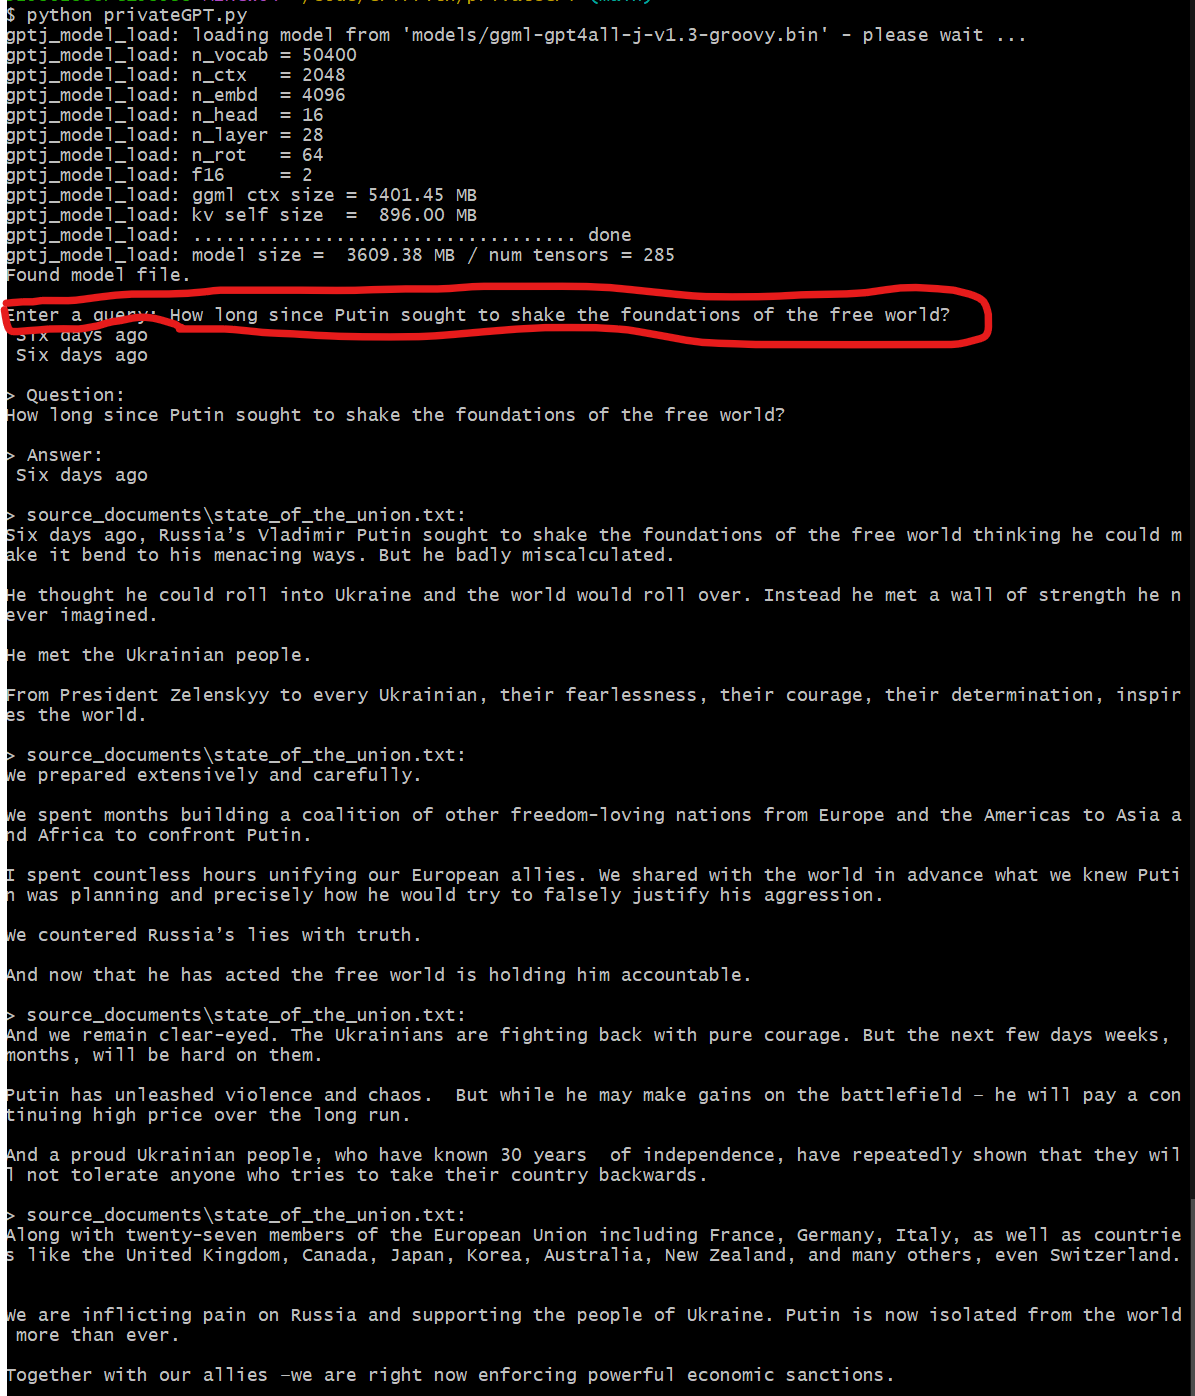 $ python privateGPT.py
gptj_model_load: loading model from 'models/ggml-gpt4all-j-v1.3-groovy.bin' - please wait ...
gptj_model_load: n_vocab = 50400
gptj_model_load: n_ctx   = 2048
gptj_model_load: n_embd  = 4096
gptj_model_load: n_head  = 16
gptj_model_load: n_layer = 28
gptj_model_load: n_rot   = 64
gptj_model_load: f16     = 2
gptj_model_load: ggml ctx size = 5401.45 MB
gptj_model_load: kv self size  =  896.00 MB
gptj_model_load: ................................... done
gptj_model_load: model size =  3609.38 MB / num tensors = 285
Found model file.
Enter a query: How long since Putin sought to shake the foundations of the free world?
Six days ago
Six days ago
> Question:
How long since Putin sought to shake the foundations of the free world?
> Answer:
Six days ago
> source_documents\state_of_the_union.txt:
Six days ago, Russia’s Vladimir Putin sought to shake the foundations of the free world thinking he could m
ake it bend to his menacing ways. But he badly miscalculated.
He thought he could roll into Ukraine and the world would roll over. Instead he met a wall of strength he n
ever imagined.
He met the Ukrainian people.
From President Zelenskyy to every Ukrainian, their fearlessness, their courage, their determination, inspir
es the world.
> source_documents\state_of_the_union.txt:
We prepared extensively and carefully.
We spent months building a coalition of other freedom-loving nations from Europe and the Americas to Asia a
nd Africa to confront Putin.
I spent countless hours unifying our European allies. We shared with the world in advance what we knew Puti
n was planning and precisely how he would try to falsely justify his aggression.
We countered Russia’s lies with truth.
And now that he has acted the free world is holding him accountable.
> source_documents\state_of_the_union.txt:
And we remain clear-eyed. The Ukrainians are fighting back with pure courage. But the next few days weeks,
months, will be hard on them.
Putin has unleashed violence and chaos.  But while he may make gains on the battlefield – he will pay a con
tinuing high price over the long run.
And a proud Ukrainian people, who have known 30 years  of independence, have repeatedly shown that they wil
l not tolerate anyone who tries to take their country backwards.
> source_documents\state_of_the_union.txt:
Along with twenty-seven members of the European Union including France, Germany, Italy, as well as countrie
s like the United Kingdom, Canada, Japan, Korea, Australia, New Zealand, and many others, even Switzerland.
We are inflicting pain on Russia and supporting the people of Ukraine. Putin is now isolated from the world
more than ever.
Together with our allies –we are right now enforcing powerful economic sanctions.